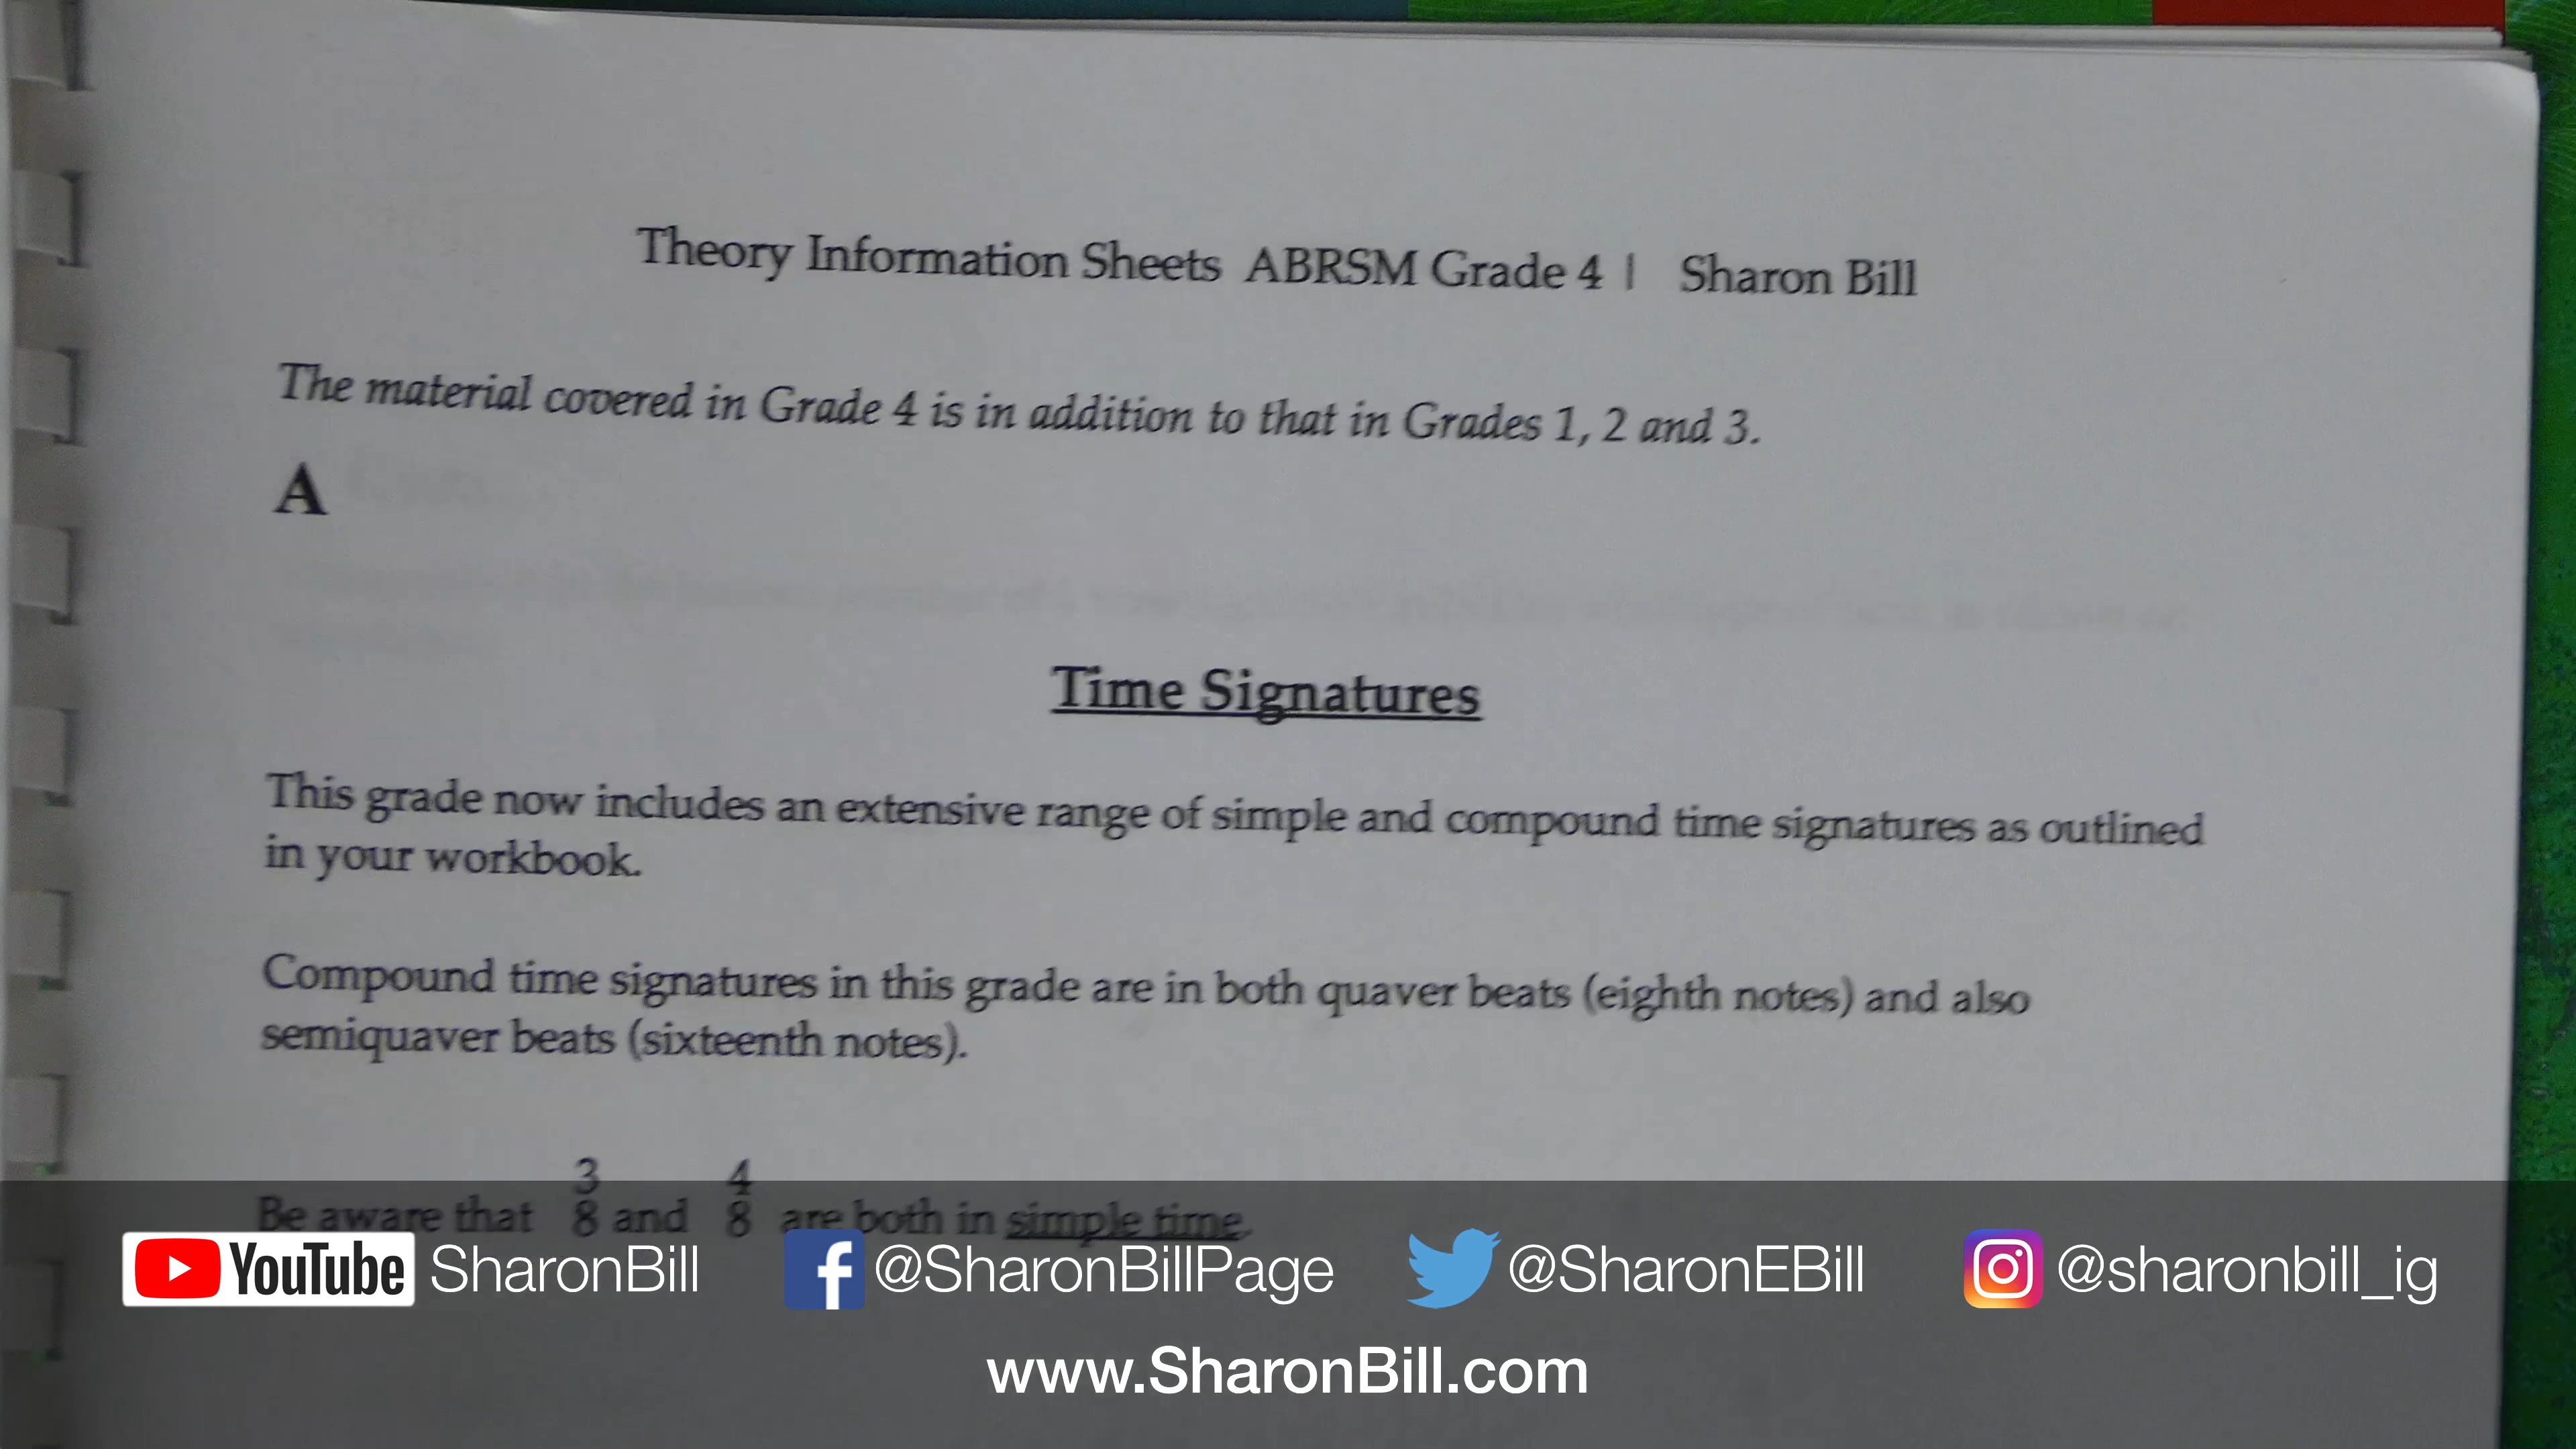 Theory Information Sheets ABRSM Grade 4 | Sharon Bill
The material covered in Grade 4 is in addition to that in Grades 1, 2 and 3.
A
Time Signatures
This grade now includes an extensive range of simple and compound time signatures as outlined
in your workbook.
Compound time signatures in this grade are in both quaver beats (eighth notes) and also
semiquaver beats (sixteenth notes).
3 4
Be aware that 8 and 8 are both in simple time.
YouTube SharonBill @SharonBillPage @SharonEBill @sharonbill_ig
www.SharonBill.com